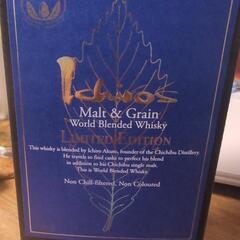 Ichiro's
Malt & Grain
World Blended Whisky
LIMITED EDITION
This whisky is blended by Ichiro Akuto, founder of the Chichibu Distillery.
He travels to find casks to perfect his blend
in addition to his Chichibu single malt.
This is World Blended Whisky.
Non Chill-filtered, Non Coloured